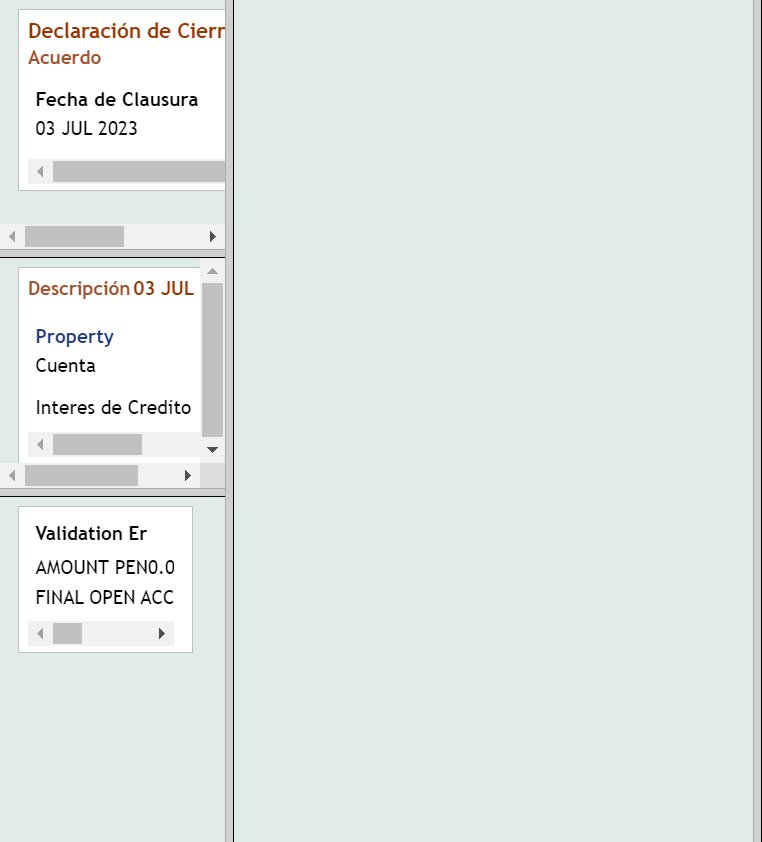 Declaración de Cierr
Acuerdo
Fecha de Clausura
03 JUL 2023
Descripción 03 JUL
Property
Cuenta
Interes de Credito
Validation Er
AMOUNT PEN0.0
FINAL OPEN ACC